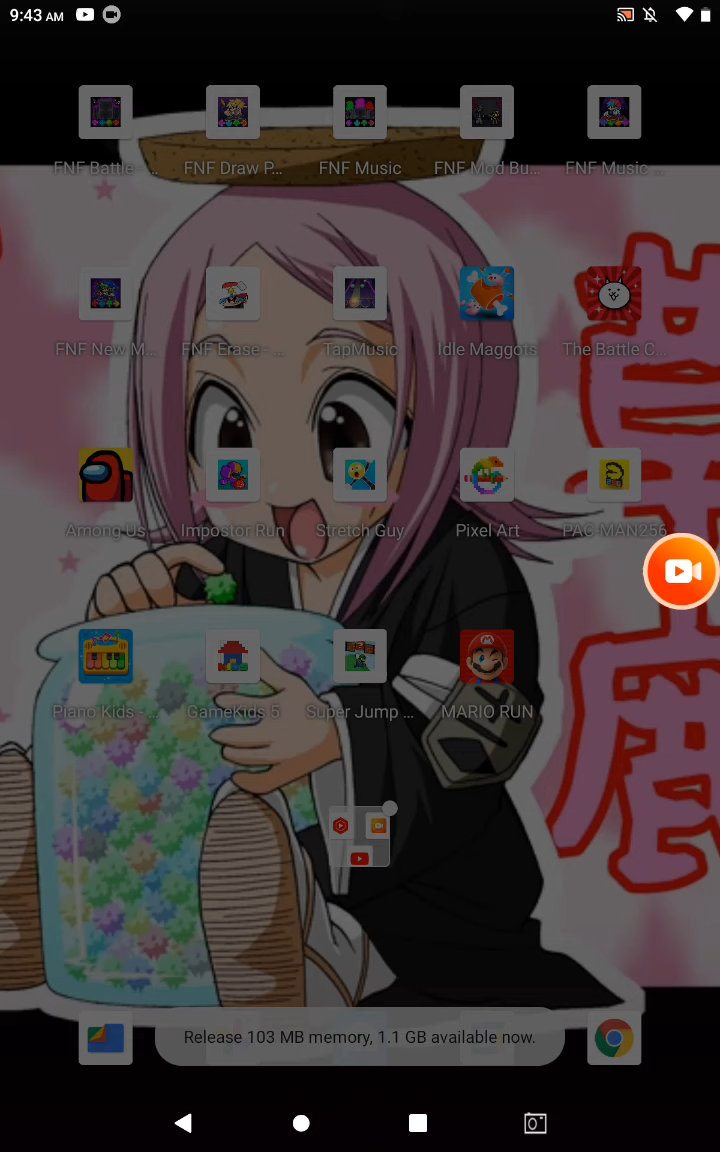 9:43 AM
FNF Battle - ...
FNF Draw P...
FNF Music
FNF Mod Bu...
FNF Music ...
FNF New M...
FNF Erase - ...
TapMusic
Idle Maggots
The Battle C...
Among Us
Impostor Run
Stretch Guy
Pixel Art
PAC-MAN256
Piano Kids - ...
GameKids 5
Super Jump ...
MARIO RUN
Release 103 MB memory, 1.1 GB available now.